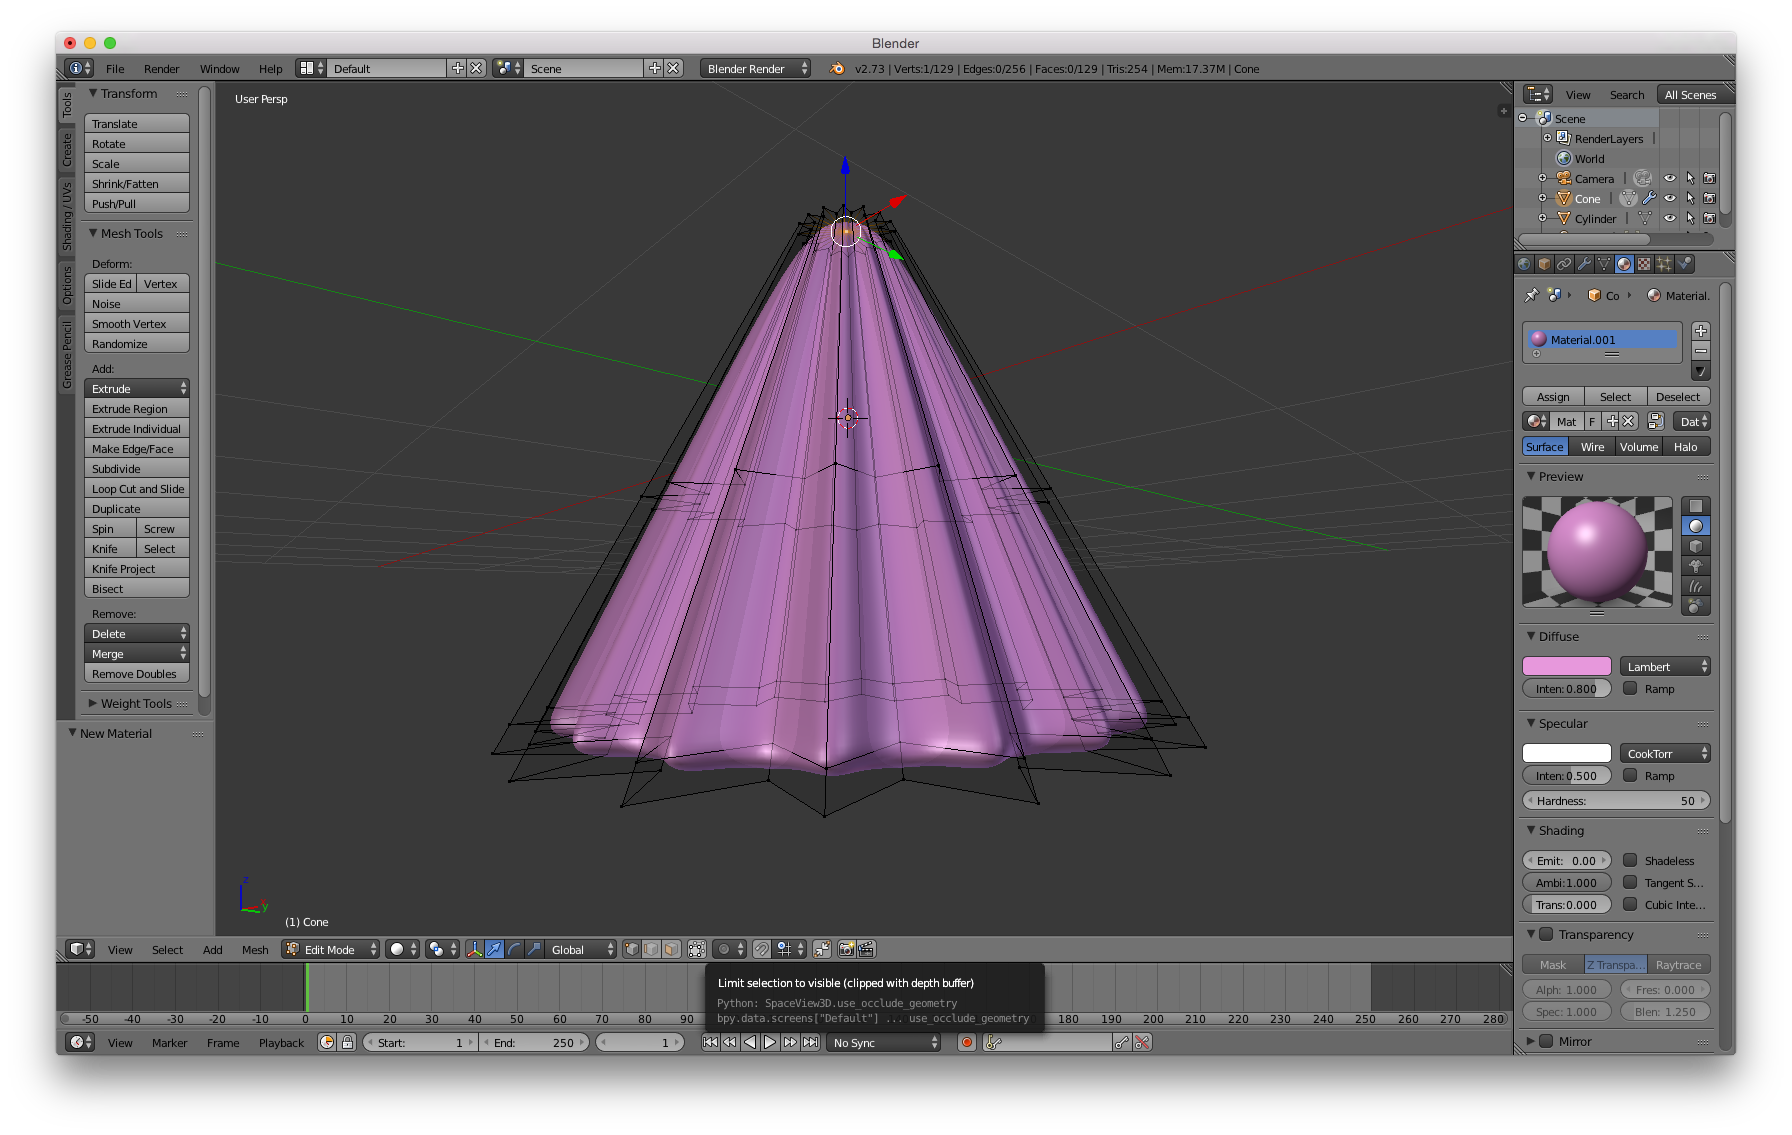 Blender
File Render Window Help Default Scene Blender Render v2.73 | Verts:1/129 | Edges:0/256 | Faces:0/129 | Tris:254 | Mem:17.37M | Cone
Tools
Create
Shading / UVs
Options
Grease Pencil
Transform
Translate
Rotate
Scale
Shrink/Fatten
Push/Pull
Mesh Tools
Deform:
Slide Ed Vertex
Noise
Smooth Vertex
Randomize
Add:
Extrude
Extrude Region
Extrude Individual
Make Edge/Face
Subdivide
Loop Cut and Slide
Duplicate
Spin Screw
Knife Select
Knife Project
Bisect
Remove:
Delete
Merge
Remove Doubles
Weight Tools
New Material
User Persp
z
y
(1) Cone
View Select Add Mesh Edit Mode Global
Limit selection to visible (clipped with depth buffer)
Python: SpaceView3D.use_occlude_geometry
bpy.data.screens["Default"] ... use_occlude_geometry
-50 -40 -30 -20 -10 0 10 20 30 40 50 60 70 80 90 180 190 200 210 220 230 240 250 260 270 280
View Marker Frame Playback Start: 1 End: 250 1 No Sync
View Search All Scenes
Scene
RenderLayers
World
Camera
Cone
Cylinder
Co Material.
Material.001
Assign Select Deselect
Mat F Dat
Surface Wire Volume Halo
Preview
Diffuse
Lambert
Inten: 0.800 Ramp
Specular
CookTorr
Inten: 0.500 Ramp
Hardness: 50
Shading
Emit: 0.00 Shadeless
Ambi: 1.000 Tangent S...
Trans: 0.000 Cubic Inte...
Transparency
Mask Z Transpa... Raytrace
Alph: 1.000 Fres: 0.000
Spec: 1.000 Blen: 1.250
Mirror